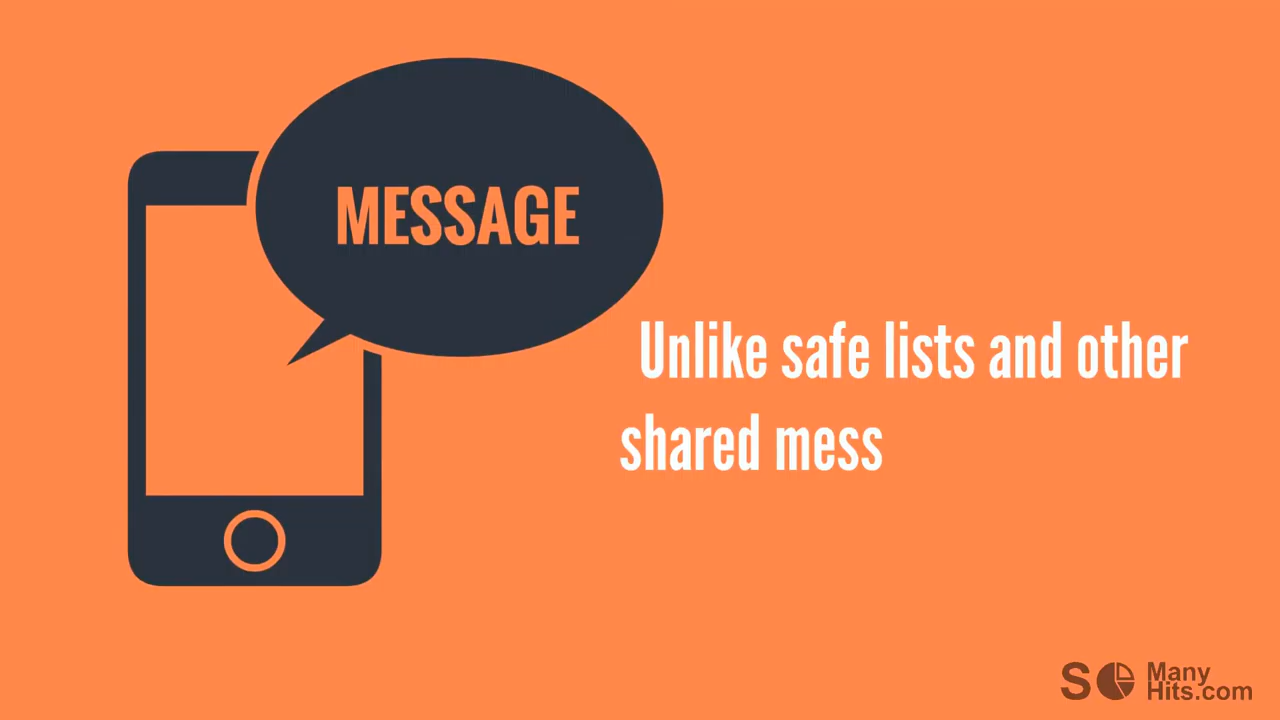 MESSAGE
Unlike safe lists and other
shared mess
SO Many
Hits.com